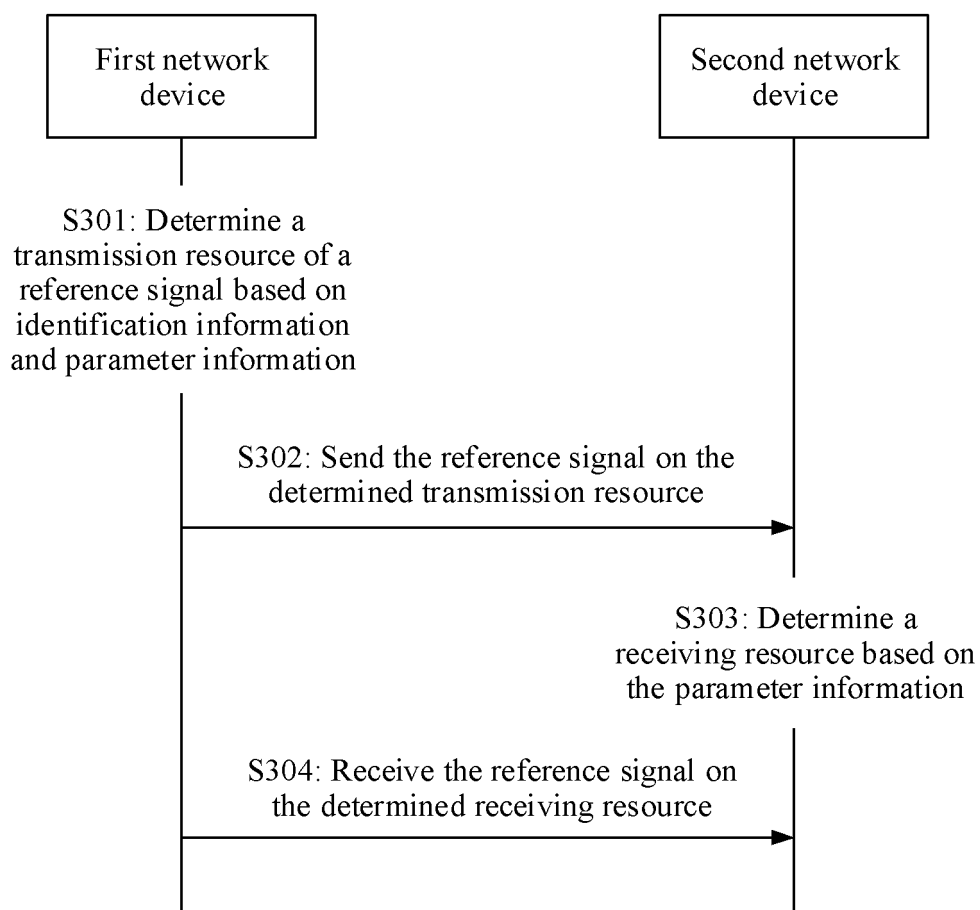 First network
device
Second network
device
S301: Determine a
transmission resource of a
reference signal based on
identification information
and parameter information
S302: Send the reference signal on the
determined transmission resource
S303: Determine a
receiving resource based on
the parameter information
S304: Receive the reference signal on
the determined receiving resource